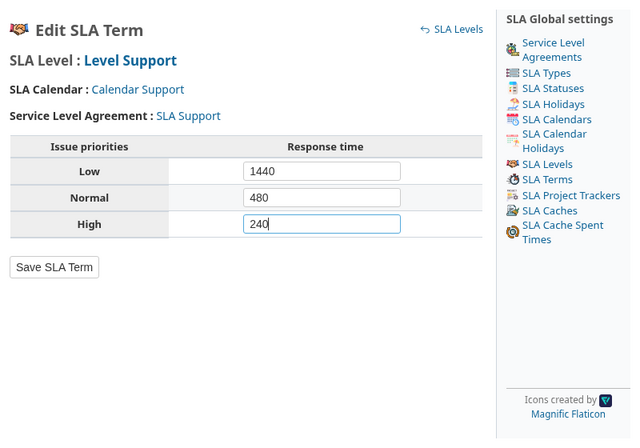 Edit SLA Term
SLA Levels
SLA Level : Level Support
SLA Calendar : Calendar Support
Service Level Agreement : SLA Support
Issue priorities Response time
Low 1440
Normal 480
High 240
Save SLA Term
SLA Global settings
Service Level
Agreements
SLA Types
SLA Statuses
SLA Holidays
SLA Calendars
SLA Calendar
Holidays
SLA Levels
SLA Terms
SLA Project Trackers
SLA Caches
SLA Cache Spent
Times
Icons created by
Magnific Flaticon